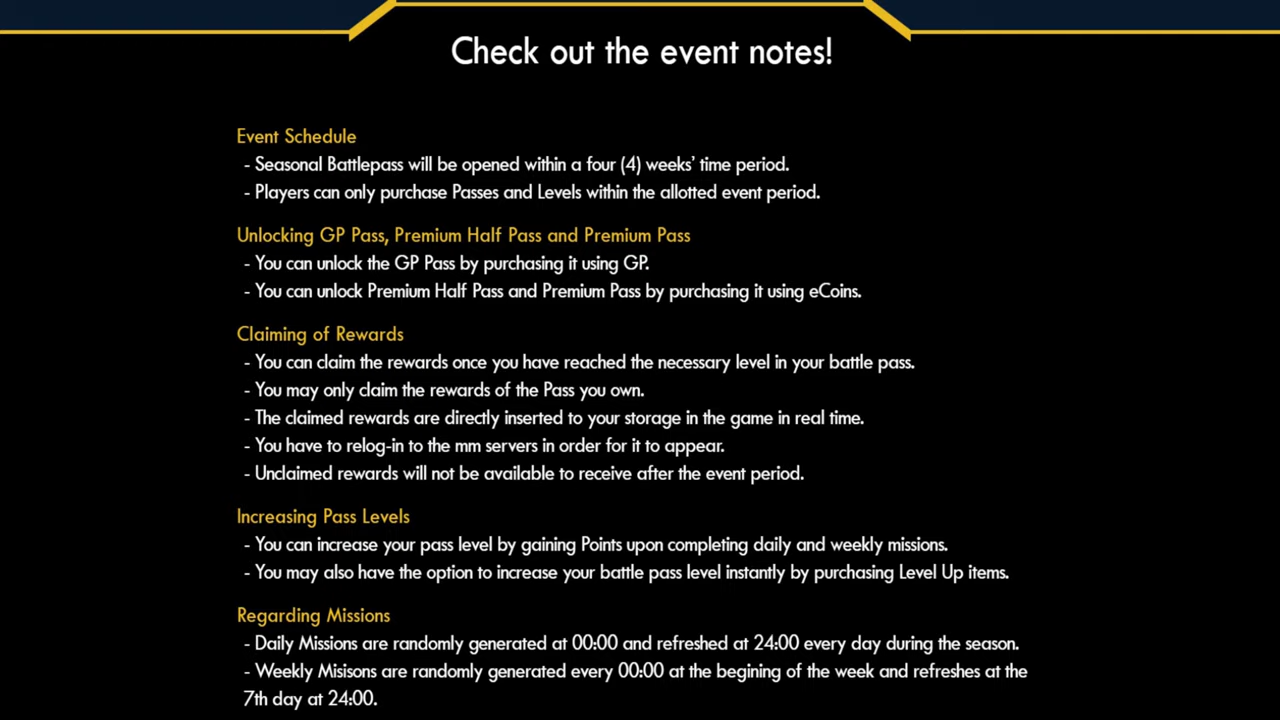 Check out the event notes!
Event Schedule
- Seasonal Battlepass will be opened within a four (4) weeks' time period.
- Players can only purchase Passes and Levels within the allotted event period.
Unlocking GP Pass, Premium Half Pass and Premium Pass
- You can unlock the GP Pass by purchasing it using GP.
- You can unlock Premium Half Pass and Premium Pass by purchasing it using eCoins.
Claiming of Rewards
- You can claim the rewards once you have reached the necessary level in your battle pass.
- You may only claim the rewards of the Pass you own.
- The claimed rewards are directly inserted to your storage in the game in real time.
- You have to relog-in to the mm servers in order for it to appear.
- Unclaimed rewards will not be available to receive after the event period.
Increasing Pass Levels
- You can increase your pass level by gaining Points upon completing daily and weekly missions.
- You may also have the option to increase your battle pass level instantly by purchasing Level Up items.
Regarding Missions
- Daily Missions are randomly generated at 00:00 and refreshed at 24:00 every day during the season.
- Weekly Misisons are randomly generated every 00:00 at the begining of the week and refreshes at the
7th day at 24:00.